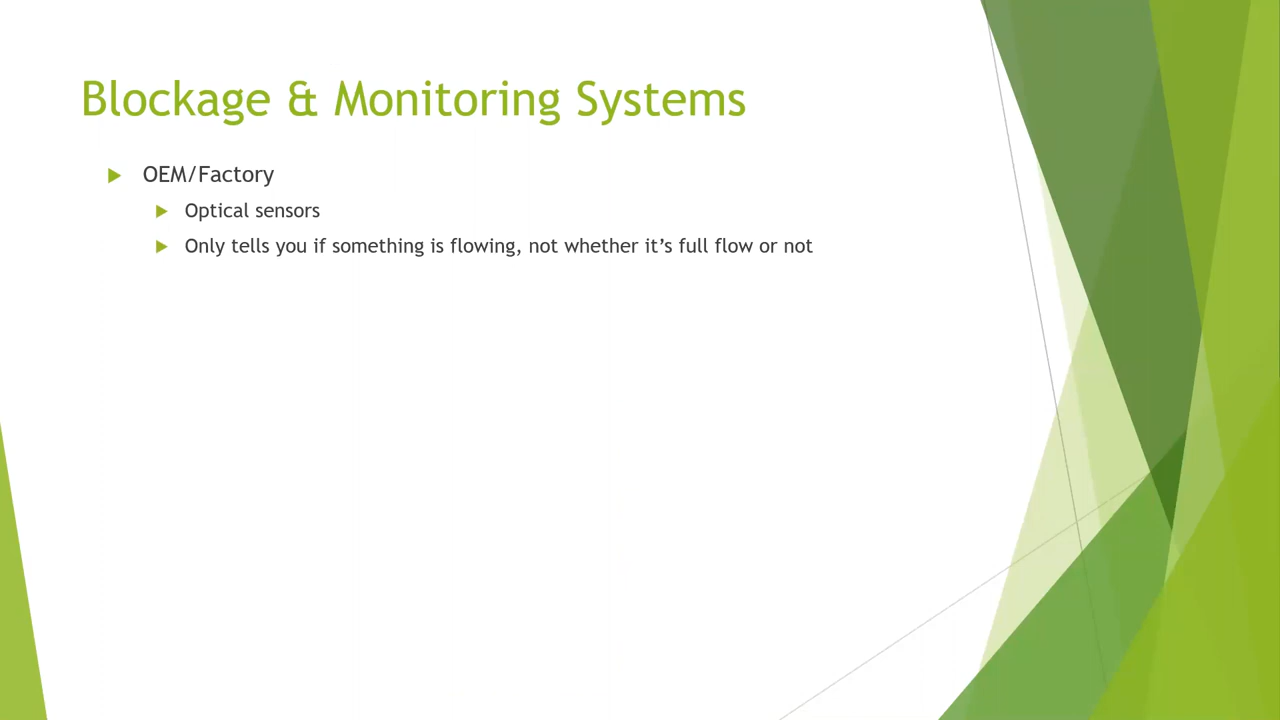 Blockage & Monitoring Systems
OEM/Factory
Optical sensors
Only tells you if something is flowing, not whether it’s full flow or not